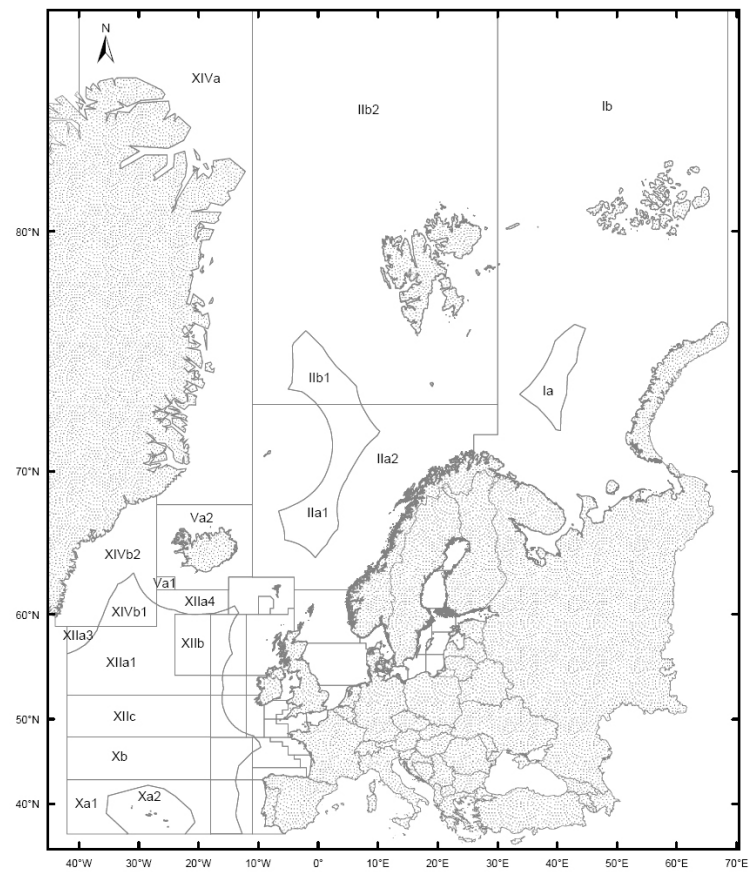 N
XIVa
IIb2
Ib
80°N
IIb1
Ia
IIa2
70°N
Va2
IIa1
XIVb2
Va1
XIIa4
XIVb1
60°N
XIIa3
XIIb
XIIa1
XIIc
50°N
Xb
Xa1
Xa2
40°N
40°W 30°W 20°W 10°W 0° 10°E 20°E 30°E 40°E 50°E 60°E 70°E